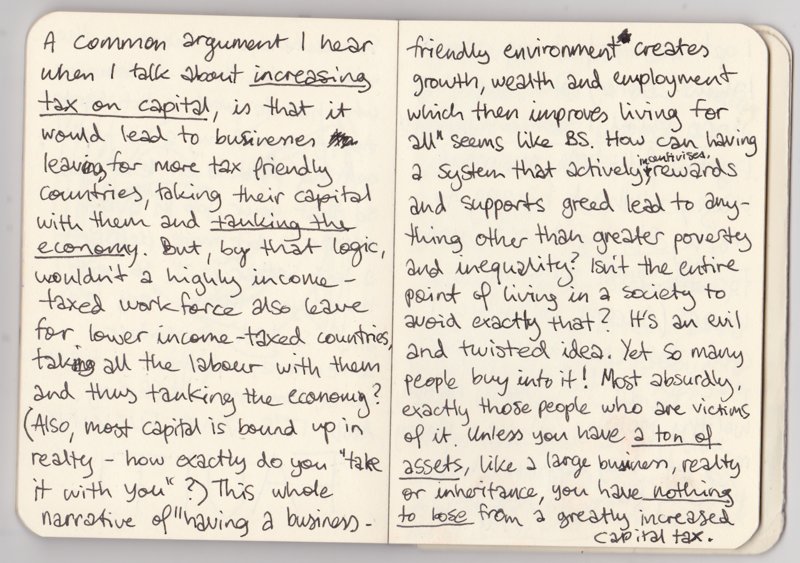 A common argument I hear
when I talk about increasing
tax on capital, is that it
would lead to businesses
leaving for more tax friendly
countries, taking their capital
with them and tanking the
economy. But, by that logic,
wouldn't a highly income-
taxed workforce also leave
for lower income-taxed countries,
taking all the labour with them
and thus tanking the economy?
(Also, most capital is bound up in
realty – how exactly do you "take
it with you"?) This whole
narrative of "having a business-
friendly environment creates
growth, wealth and employment
which then improves living for
all" seems like BS. How can having
a system that actively incentivises, rewards
and supports greed lead to any-
thing other than greater poverty
and inequality? Isn't the entire
point of living in a society to
avoid exactly that? It's an evil
and twisted idea. Yet so many
people buy into it! Most absurdly,
exactly those people who are victims
of it. Unless you have a ton of
assets, like a large business, realty
or inheritance, you have nothing
to lose from a greatly increased
capital tax.